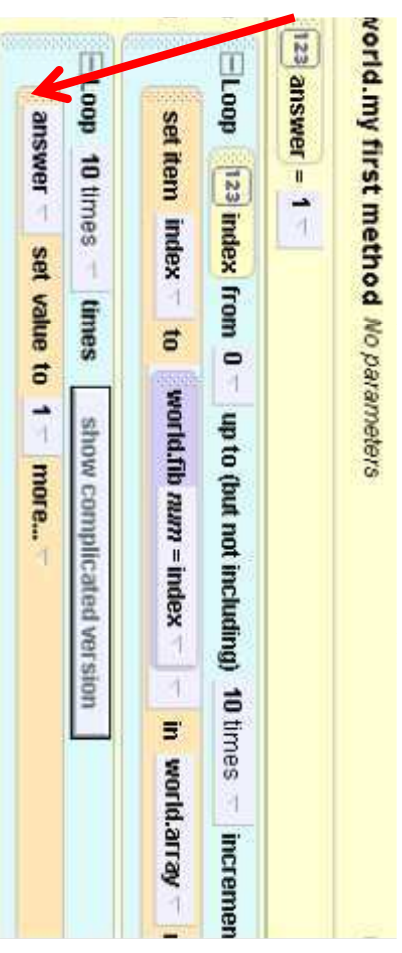 world.my first method No parameters
123 answer = 1
Loop 123 index from 0 up to (but not including) 10 times
set item index to world.fib num = index in world.array
Loop 10 times times show complicated version
answer set value to 1 more...